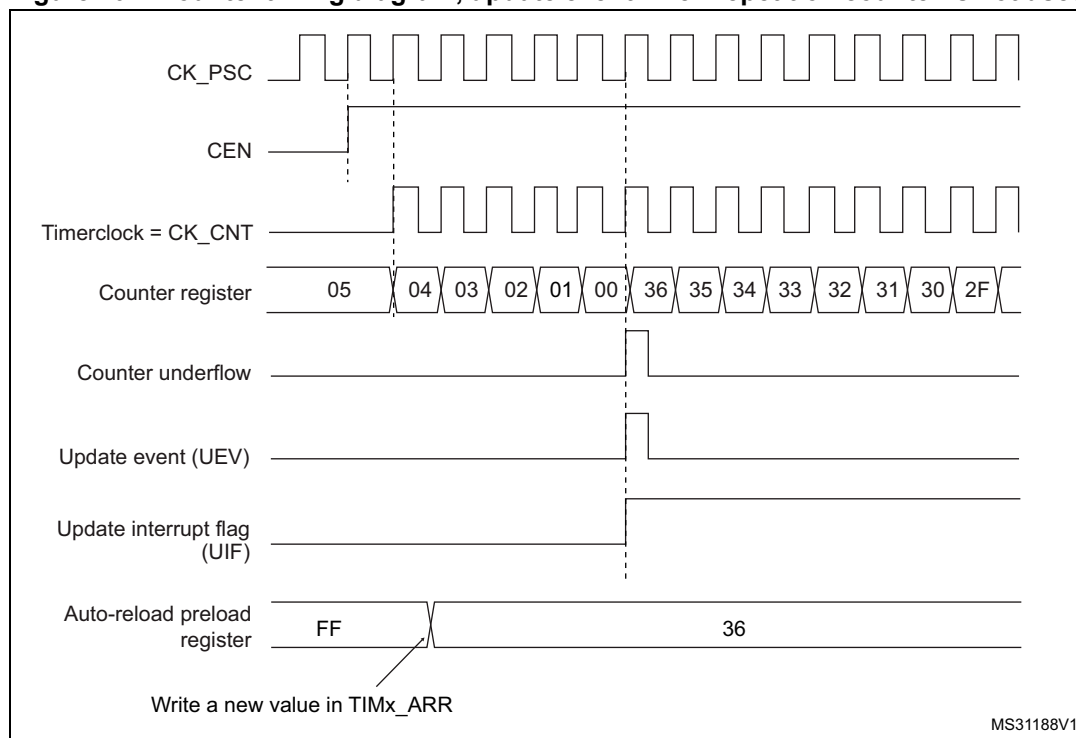 CK_PSC
CEN
Timerclock = CK_CNT
Counter register 05 04 03 02 01 00 36 35 34 33 32 31 30 2F
Counter underflow
Update event (UEV)
Update interrupt flag
(UIF)
Auto-reload preload
register
FF 36
Write a new value in TIMx_ARR
MS31188V1